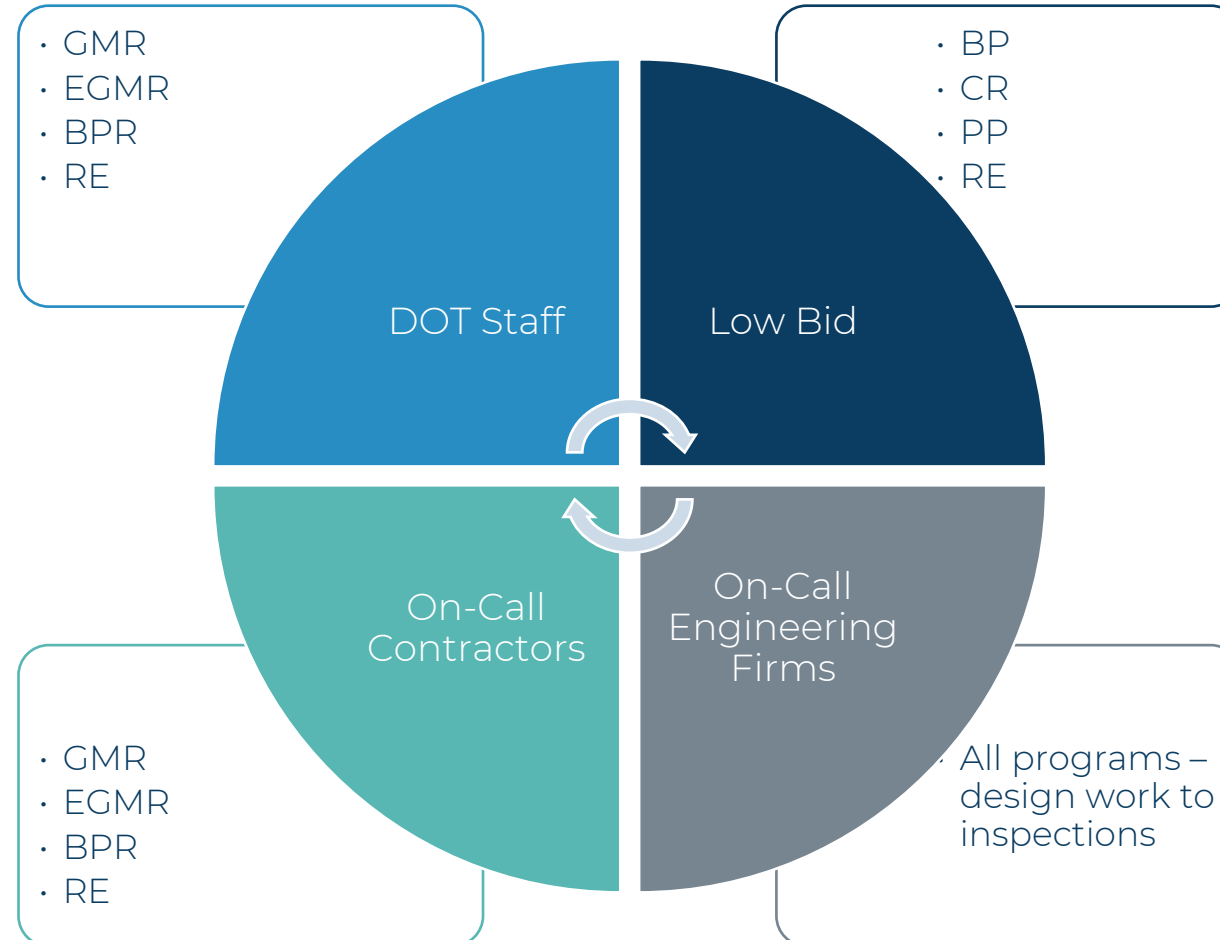 · GMR
· EGMR
· BPR
· RE
· BP
· CR
· PP
· RE
DOT Staff
Low Bid
On-Call
Contractors
On-Call
Engineering
Firms
· GMR
· EGMR
· BPR
· RE
· All programs –
design work to
inspections